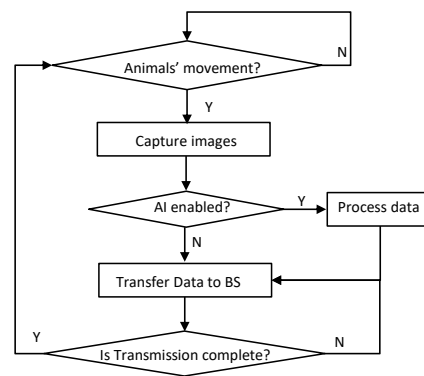 N
Animals' movement?
Y
Capture images
AI enabled?
Y
Process data
N
Transfer Data to BS
Y
N
Is Transmission complete?